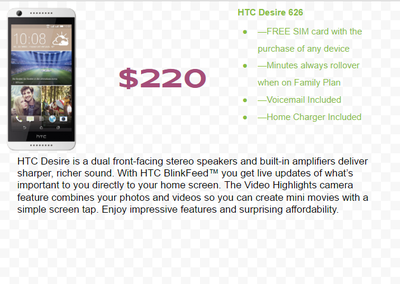 HTC Desire 626
—FREE SIM card with the
purchase of any device
—Minutes always rollover
when on Family Plan
—Voicemail Included
—Home Charger Included
$220
10:08
hTC
HTC Desire is a dual front-facing stereo speakers and built-in amplifiers deliver
sharper, richer sound. With HTC BlinkFeed™ you get live updates of what's
important to you directly to your home screen. The Video Highlights camera
feature combines your photos and videos so you can create mini movies with a
simple screen tap. Enjoy impressive features and surprising affordability.